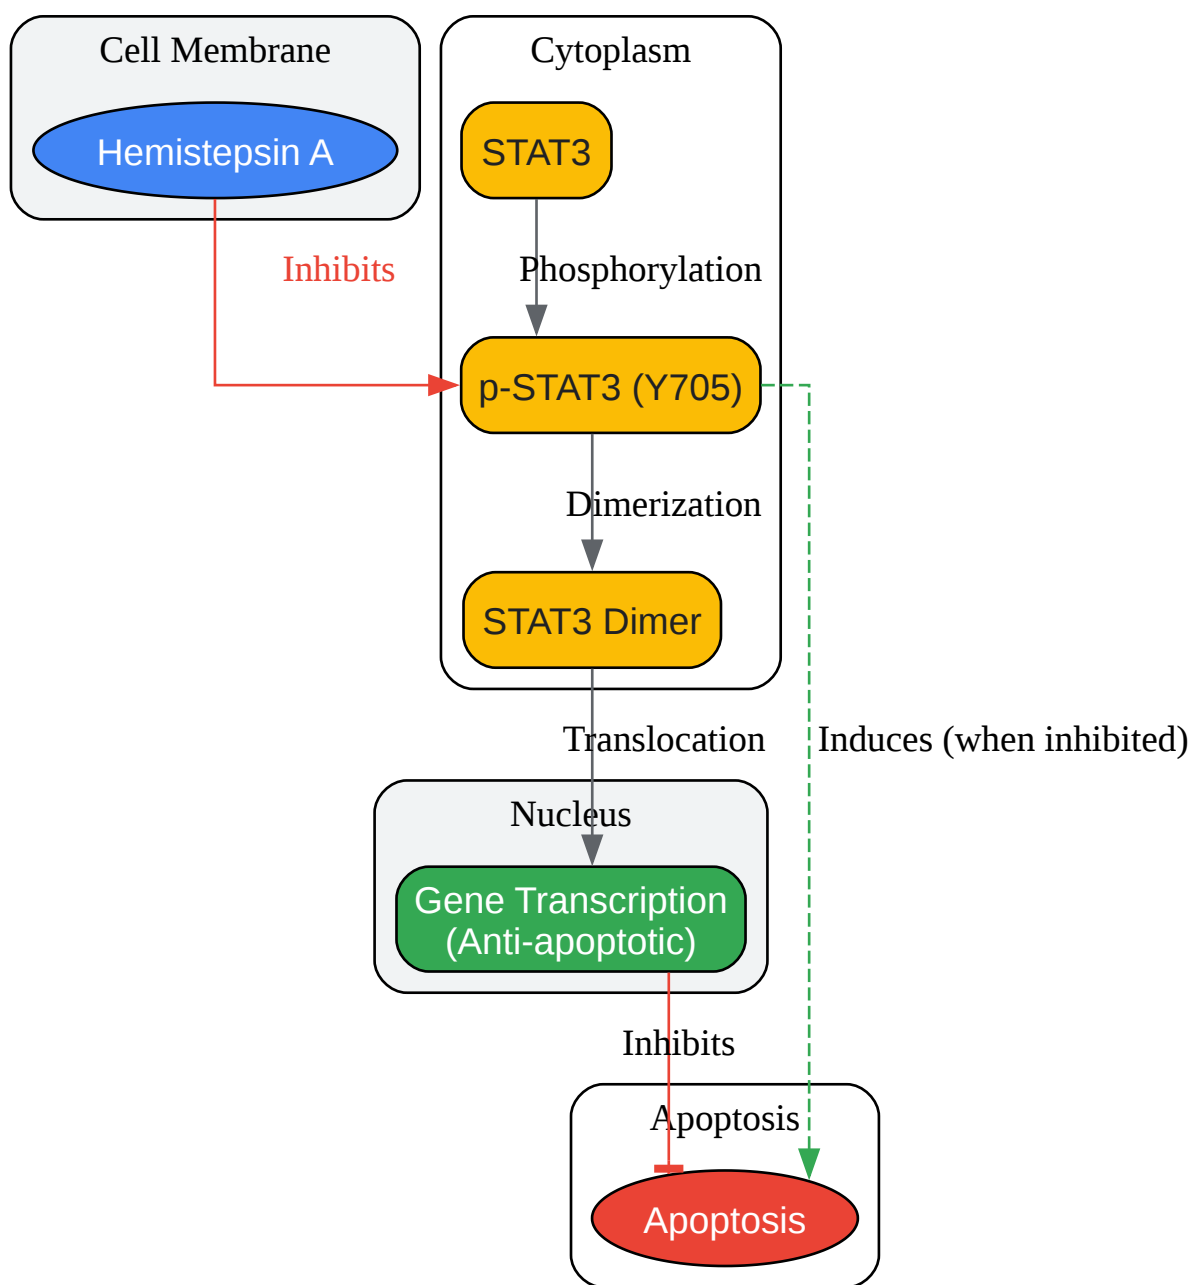 Cell Membrane
Hemistepsin A
Inhibits
Cytoplasm
STAT3
Phosphorylation
p-STAT3 (Y705)
Dimerization
STAT3 Dimer
Translocation
Induces (when inhibited)
Nucleus
Gene Transcription
(Anti-apoptotic)
Inhibits
Apoptosis
Apoptosis